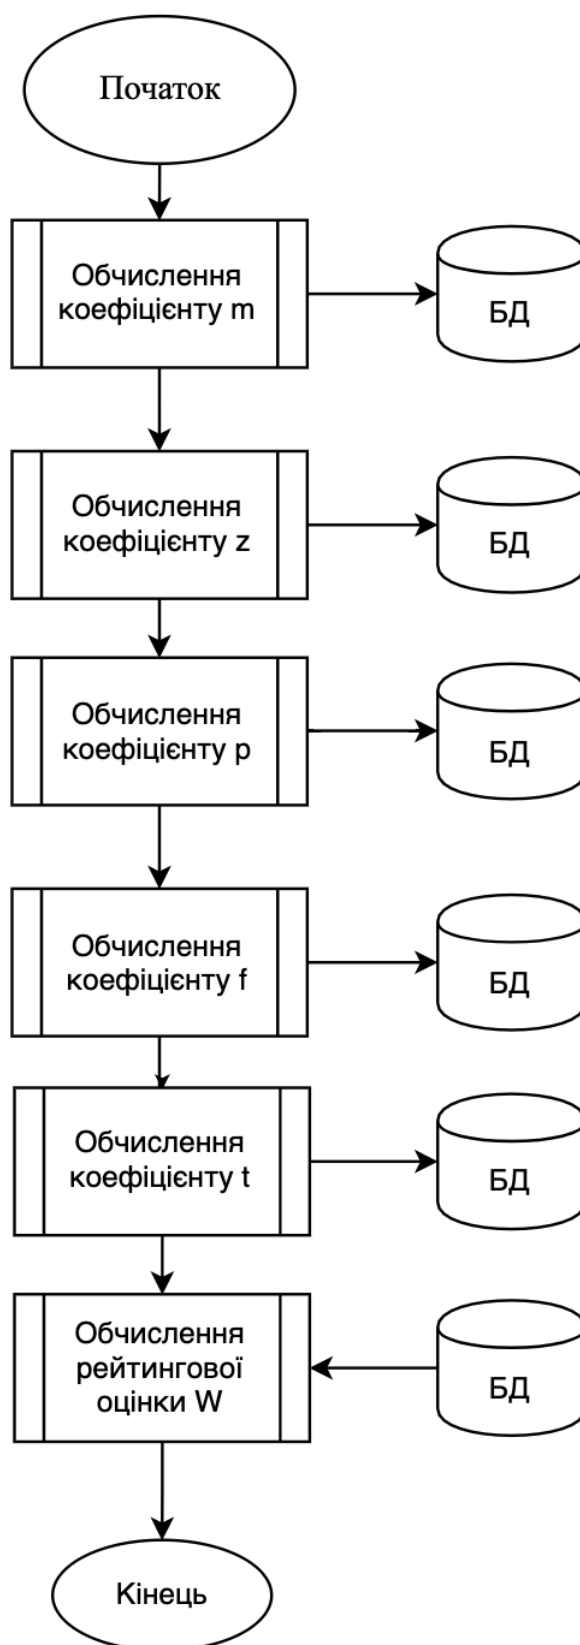 Початок
Обчислення
коефіцієнту m
БД
Обчислення
коефіцієнту z
БД
Обчислення
коефіцієнту p
БД
Обчислення
коефіцієнту f
БД
Обчислення
коефіцієнту t
БД
Обчислення
рейтингової
оцінки W
БД
Кінець